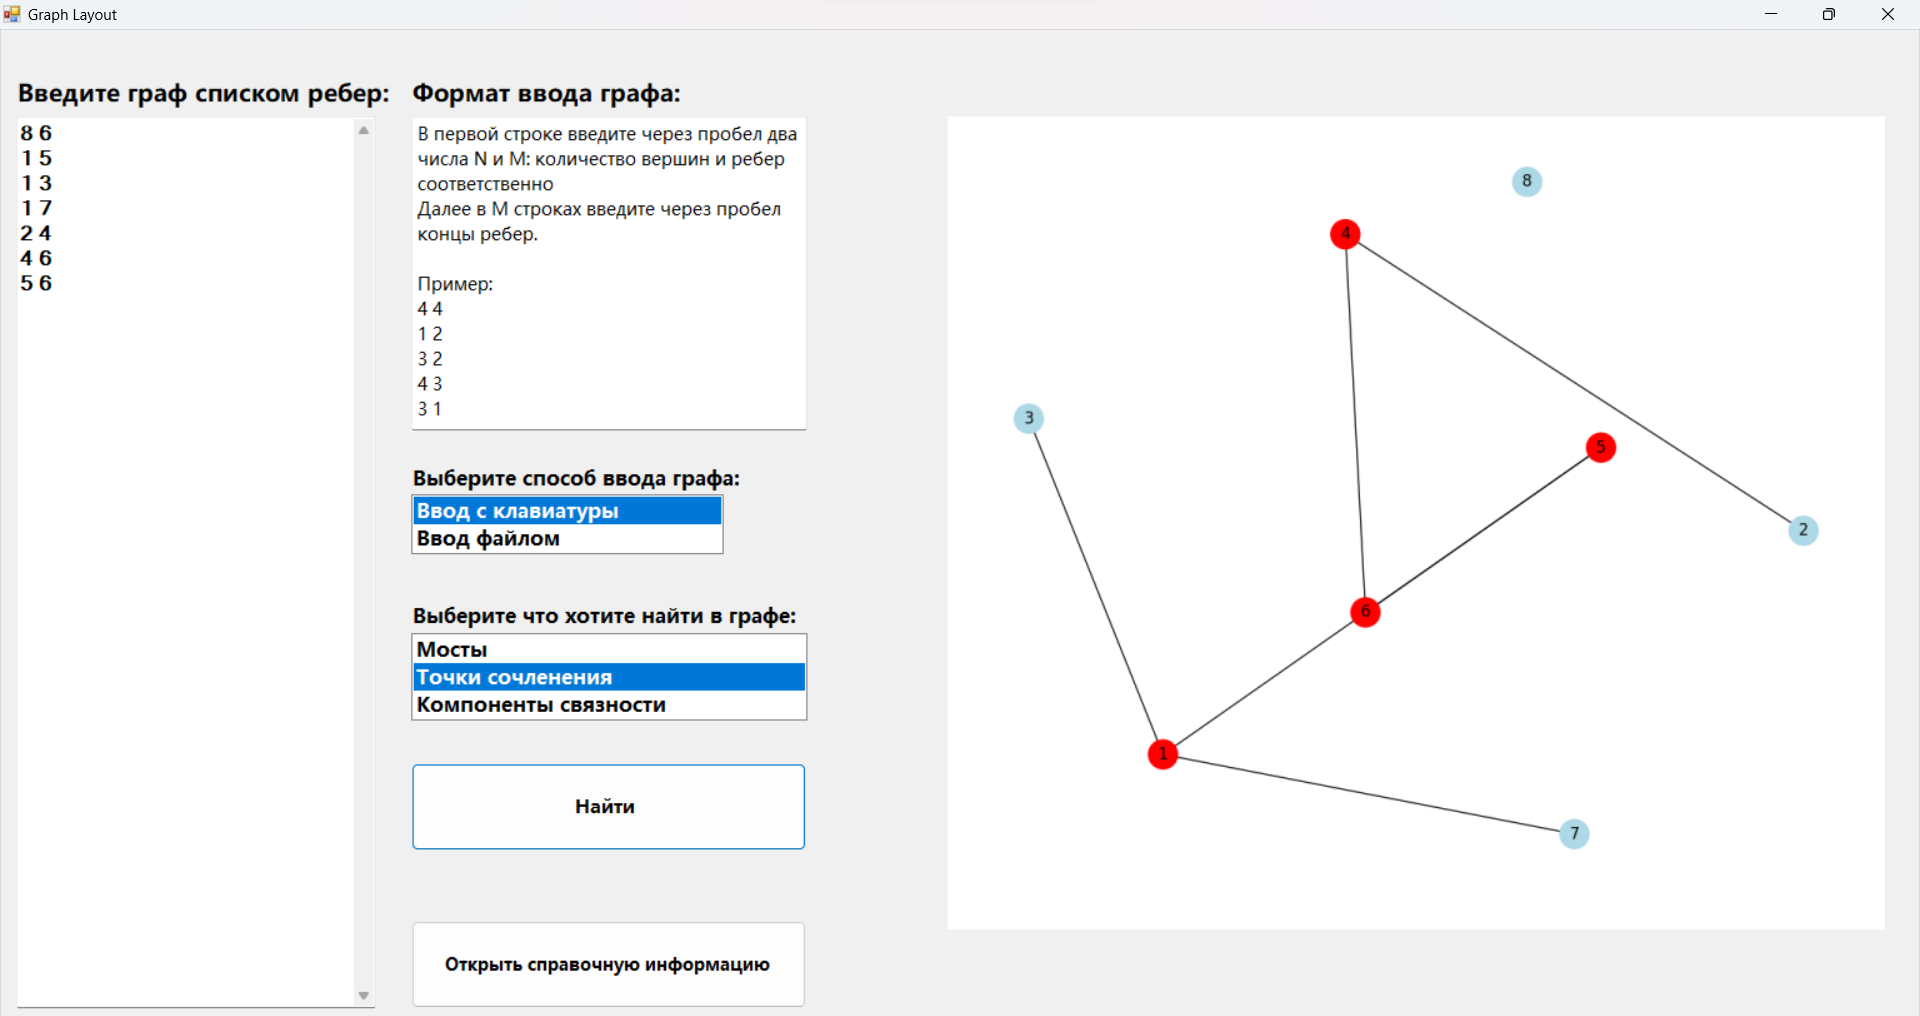 Graph Layout
Введите граф списком ребер:
8 6
1 5
1 3
1 7
2 4
4 6
5 6
Формат ввода графа:
В первой строке введите через пробел два
числа N и M: количество вершин и ребер
соответственно
Далее в M строках введите через пробел
концы ребер.
Пример:
4 4
1 2
3 2
4 3
3 1
Выберите способ ввода графа:
Ввод с клавиатуры
Ввод файлом
Выберите что хотите найти в графе:
Мосты
Точки сочленения
Компоненты связности
Найти
Открыть справочную информацию
8
4
3
5
2
6
1
7